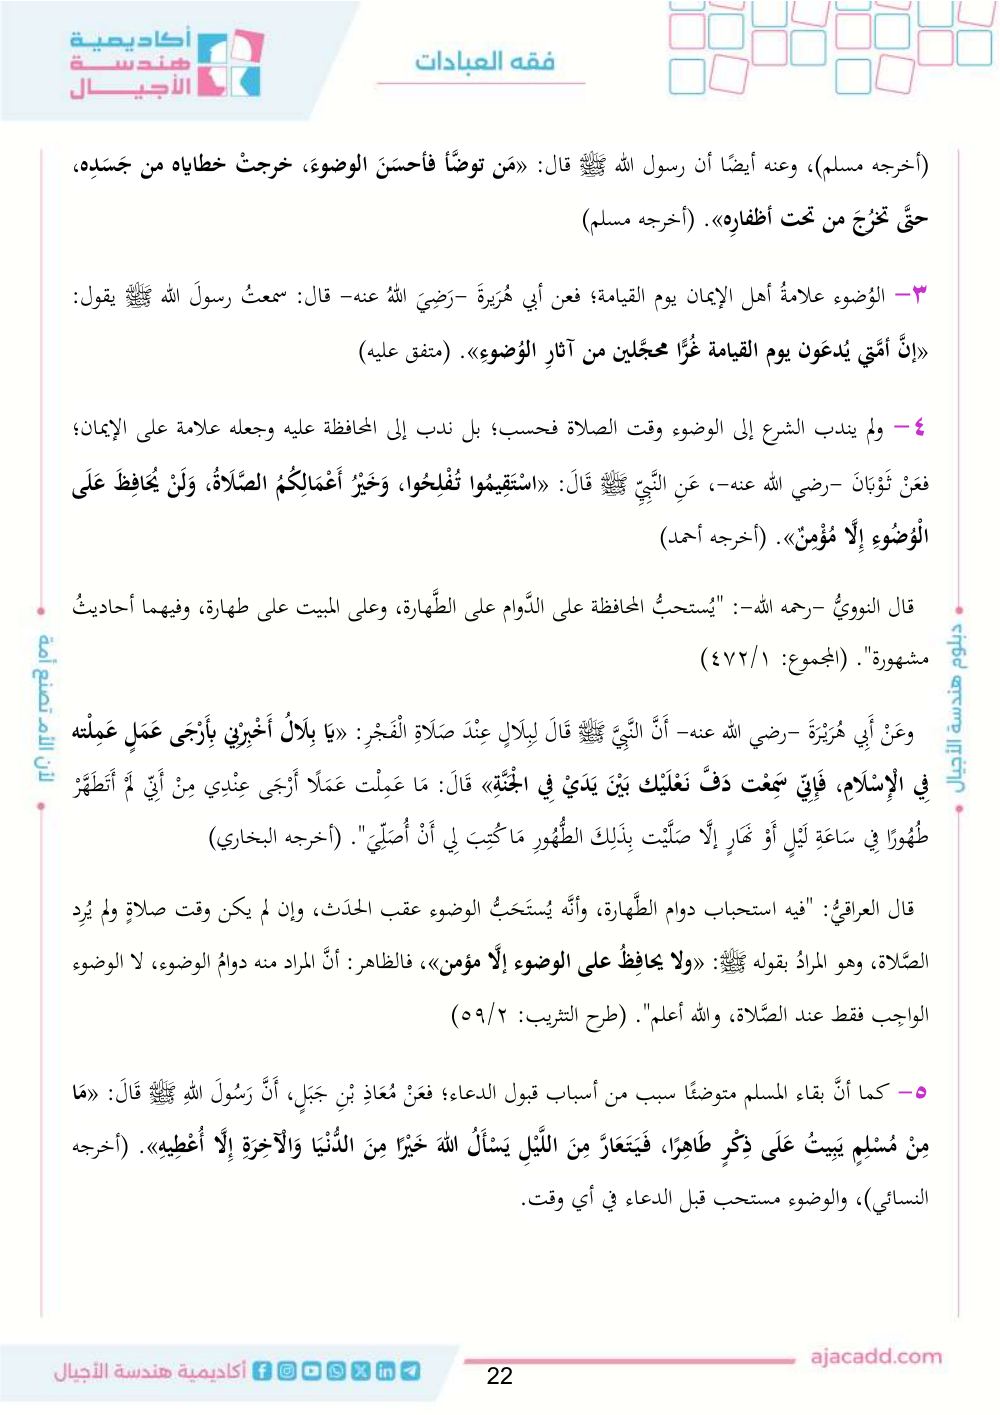 أكاديمية
هندسة
الأجيال
فقه العبادات
(أخرجه مسلم)، وعنه أيضًا أن رسول الله ﷺ قال: «مَن توضَّأ فأحسَنَ الوضوءَ، خرجتْ خطاياه من جَسَدِه،
حتَّى تخرُجَ من تحت أظفارِه». (أخرجه مسلم)
٣- الوُضوء علامةُ أهل الإيمان يوم القيامة؛ فعن أبي هُرَيرةَ -رَضِيَ اللهُ عنه- قال: سمعتُ رسولَ الله ﷺ يقول:
«إنَّ أمَّتي يُدعَون يوم القيامة غُرًّا محجَّلين من آثارِ الوُضوءِ». (متفق عليه)
٤- ولم يندب الشرع إلى الوضوء وقت الصلاة فحسب؛ بل ندب إلى المحافظة عليه وجعله علامة على الإيمان؛
فعَنْ ثَوْبَانَ -رضي الله عنه-، عَنِ النَّبِيِّ ﷺ قَالَ: «اسْتَقِيمُوا تُفْلِحُوا، وَخَيْرُ أَعْمَالِكُمُ الصَّلَاةُ، وَلَنْ يُحَافِظَ عَلَى
الْوُضُوءِ إِلَّا مُؤْمِنٌ». (أخرجه أحمد)
قال النوويُّ -رحمه الله-: "يُستحبُّ المحافظة على الدَّوام على الطَّهارة، وعلى المبيت على طهارة، وفيهما أحاديثُ
مشهورة". (المجموع: ٤٧٢/١)
وعَنْ أَبِي هُرَيْرَةَ -رضي الله عنه- أَنَّ النَّبِيَّ ﷺ قَالَ لِبِلَالٍ عِنْدَ صَلَاةِ الْفَجْرِ: «يَا بِلَالُ أَخْبِرْنِي بِأَرْجَى عَمَلٍ عَمِلْته
فِي الْإِسْلَامِ، فَإِنِّي سَمِعْت دَفَّ نَعْلَيْك بَيْنَ يَدَيْ فِي الْجَنَّةِ» قَالَ: مَا عَمِلْت عَمَلًا أَرْجَى عِنْدِي مِنْ أَنِّي لَمْ أَتَطَهَّرْ
طُهُورًا فِي سَاعَةِ لَيْلٍ أَوْ نَهَارٍ إلَّا صَلَّيْت بِذَلِكَ الطُّهُورِ مَا كُتِبَ لِي أَنْ أُصَلِّيَ". (أخرجه البخاري)
قال العراقيُّ: "فيه استحباب دوام الطَّهارة، وأنَّه يُستَحَبُّ الوضوء عقب الحدَث، وإن لم يكن وقت صلاةٍ ولم يُرِد
الصَّلاة، وهو المرادُ بقوله ﷺ: «ولا يحافِظُ على الوضوء إلَّا مؤمن»، فالظاهر: أنَّ المراد منه دوامُ الوضوء، لا الوضوء
الواجِب فقط عند الصَّلاة، والله أعلم". (طرح التثريب: ٥٩/٢)
٥- كما أنَّ بقاء المسلم متوضئًا سبب من أسباب قبول الدعاء؛ فعَنْ مُعَاذِ بْنِ جَبَلٍ، أَنَّ رَسُولَ اللهِ ﷺ قَالَ: «مَا
مِنْ مُسْلِمٍ يَبِيتُ عَلَى ذِكْرٍ طَاهِرًا، فَيَتَعَارَّ مِنَ اللَّيْلِ يَسْأَلُ اللهَ خَيْرًا مِنَ الدُّنْيَا وَالْآخِرَةِ إِلَّا أُعْطِيهِ». (أخرجه
النسائي)، والوضوء مستحب قبل الدعاء في أي وقت.
دبلوم هندسة الأجيال
لأن الأم تصنع أمة
ajacadd.com
22
أكاديمية هندسة الأجيال